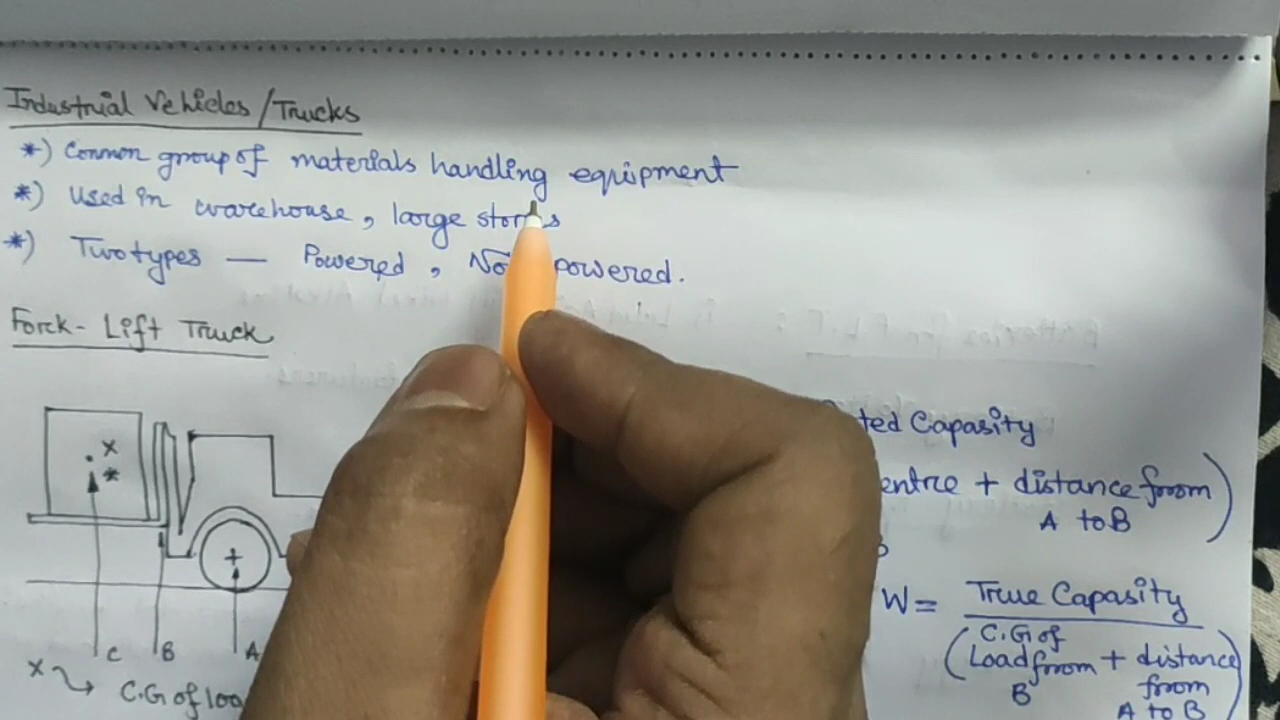 Industrial Vehicles/Trucks
*) Common group of materials handling equipment
*) Used in warehouse, large stores
*) Two types — Powered, Non powered.
Forck-Lift Truck
ted Capasity
entre + distance from
A to B
x
*
+
W = True Capasity
(C.G of
Load from + distance
B from
A to B)
C B A
x → C.G of loa